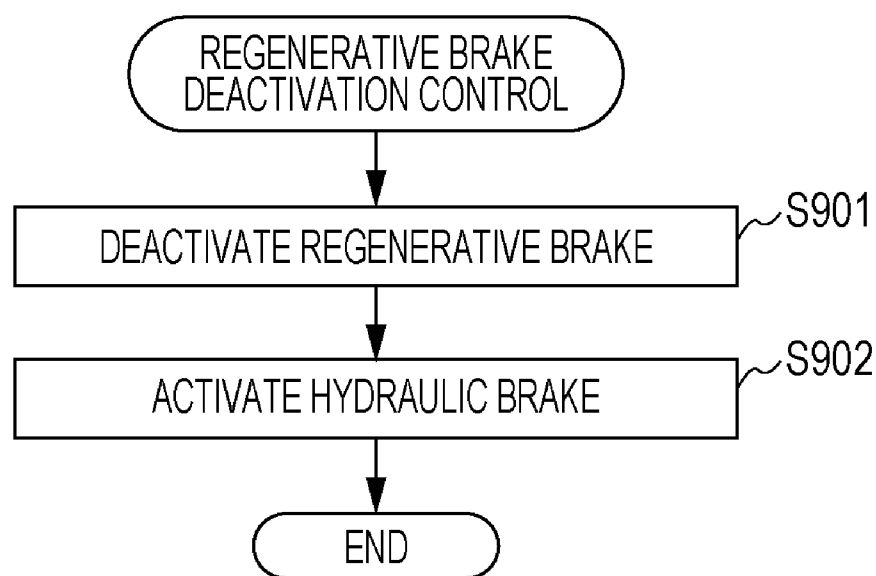 REGENERATIVE BRAKE
DEACTIVATION CONTROL
DEACTIVATE REGENERATIVE BRAKE
S901
ACTIVATE HYDRAULIC BRAKE
S902
END